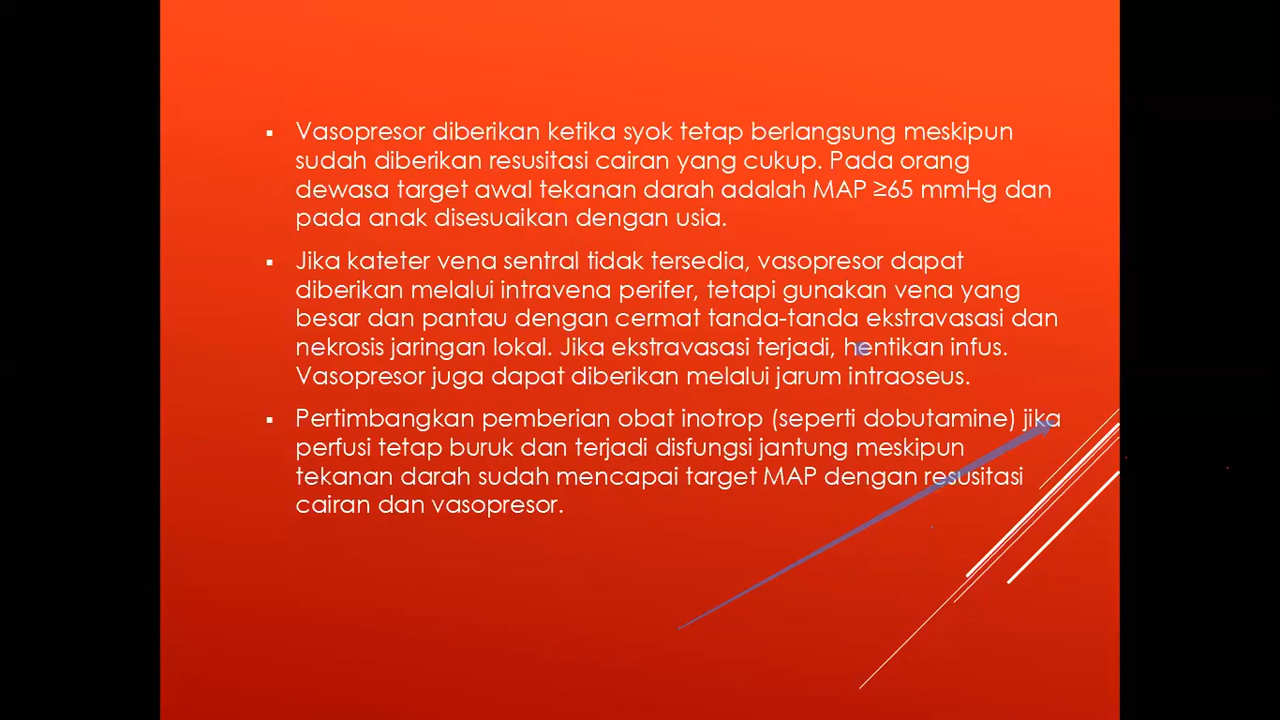 ▪ Vasopresor diberikan ketika syok tetap berlangsung meskipun
sudah diberikan resusitasi cairan yang cukup. Pada orang
dewasa target awal tekanan darah adalah MAP ≥65 mmHg dan
pada anak disesuaikan dengan usia.
▪ Jika kateter vena sentral tidak tersedia, vasopresor dapat
diberikan melalui intravena perifer, tetapi gunakan vena yang
besar dan pantau dengan cermat tanda-tanda ekstravasasi dan
nekrosis jaringan lokal. Jika ekstravasasi terjadi, hentikan infus.
Vasopresor juga dapat diberikan melalui jarum intraoseus.
▪ Pertimbangkan pemberian obat inotrop (seperti dobutamine) jika
perfusi tetap buruk dan terjadi disfungsi jantung meskipun
tekanan darah sudah mencapai target MAP dengan resusitasi
cairan dan vasopresor.